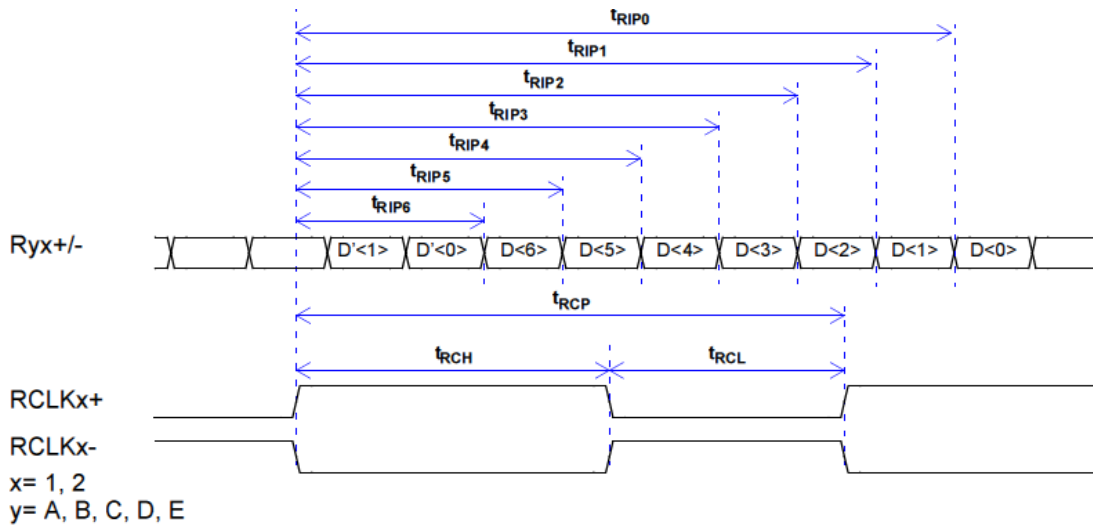 tRIP0
tRIP1
tRIP2
tRIP3
tRIP4
tRIP5
tRIP6
Ryx+/- D'<1> D'<0> D<6> D<5> D<4> D<3> D<2> D<1> D<0>
tRCP
tRCH tRCL
RCLKx+
RCLKx-
x= 1, 2
y= A, B, C, D, E